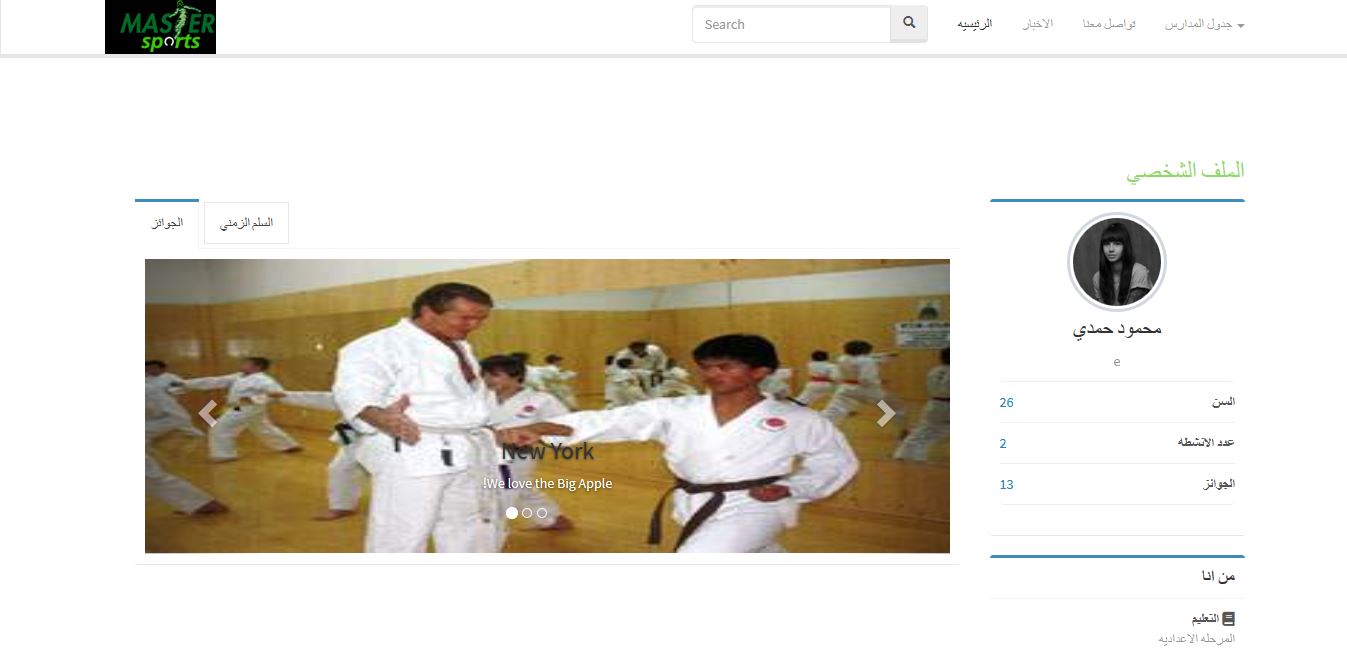 MASTER
sports
Search
الرئيسيه
الاخبار
تواصل معنا
جدول المدارس
الملف الشخصي
محمود حمدي
e
السن 26
عدد الانشطه 2
الجوائز 13
من انا
التعليم
المرحله الاعداديه
السلم الزمني
الجوائز
New York
!We love the Big Apple